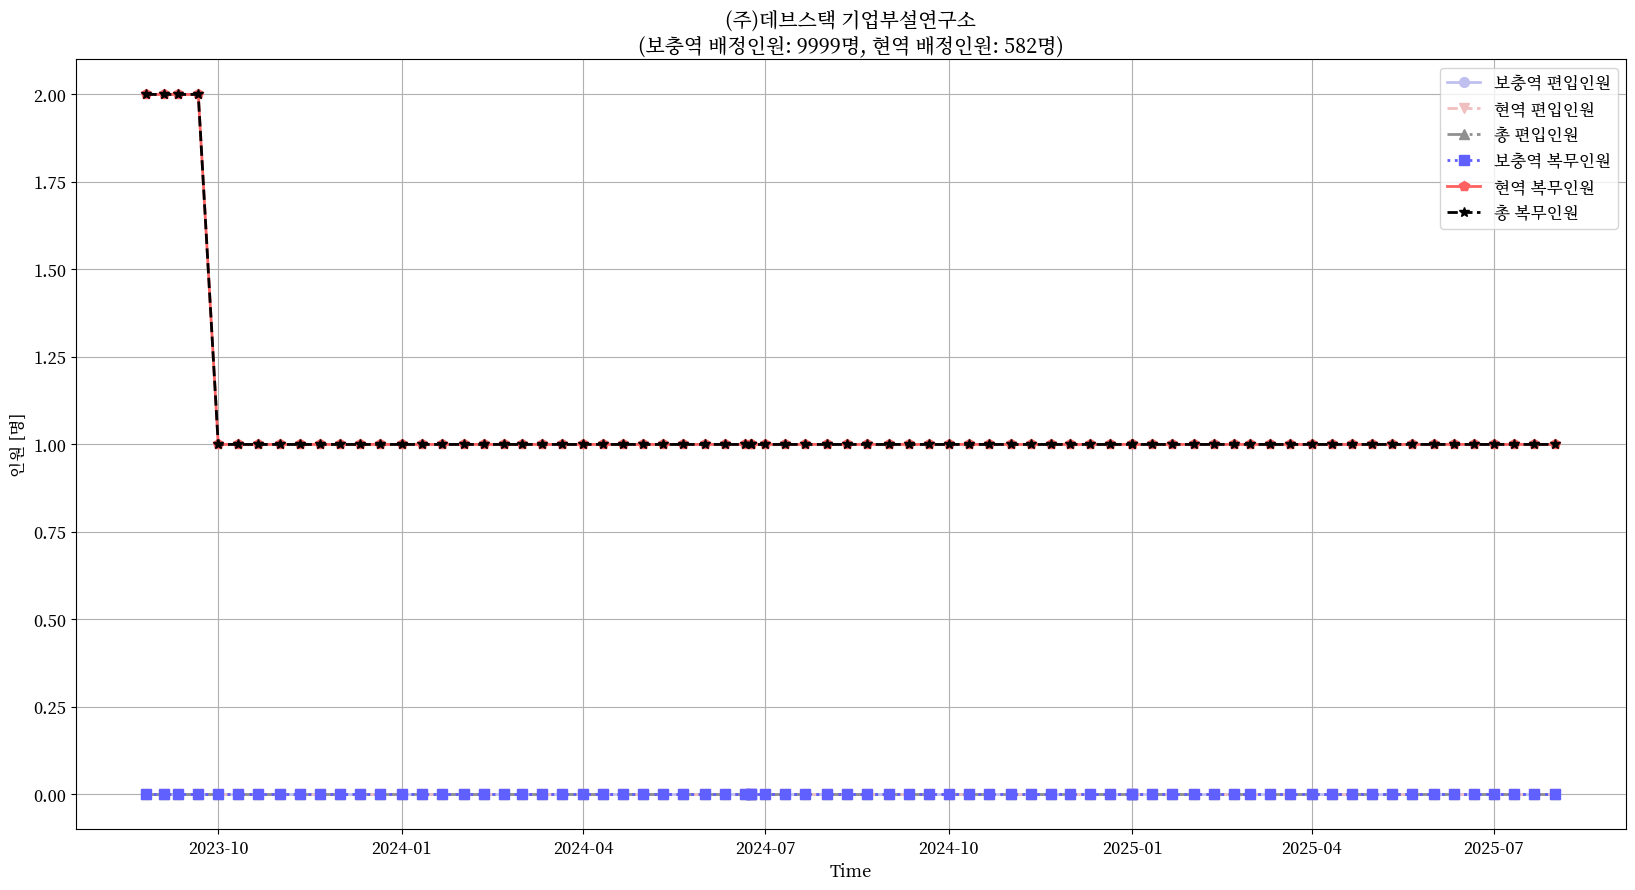 (주)데브스택 기업부설연구소
(보충역 배정인원: 9999명, 현역 배정인원: 582명)
보충역 편입인원
현역 편입인원
총 편입인원
보충역 복무인원
현역 복무인원
총 복무인원
인원 [명]
2.00
1.75
1.50
1.25
1.00
0.75
0.50
0.25
0.00
2023-10
2024-01
2024-04
2024-07
2024-10
2025-01
2025-04
2025-07
Time